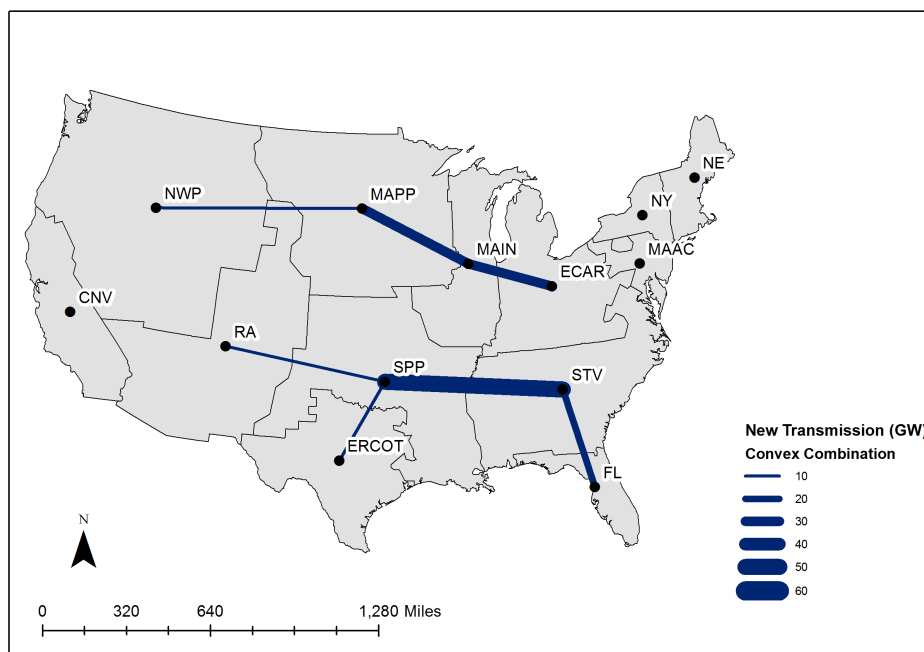 NE
NWP
MAPP
NY
MAIN
MAAC
ECAR
CNV
RA
SPP
STV
ERCOT
FL
New Transmission (GW)
Convex Combination
10
20
30
40
50
60
N
0 320 640 1,280 Miles